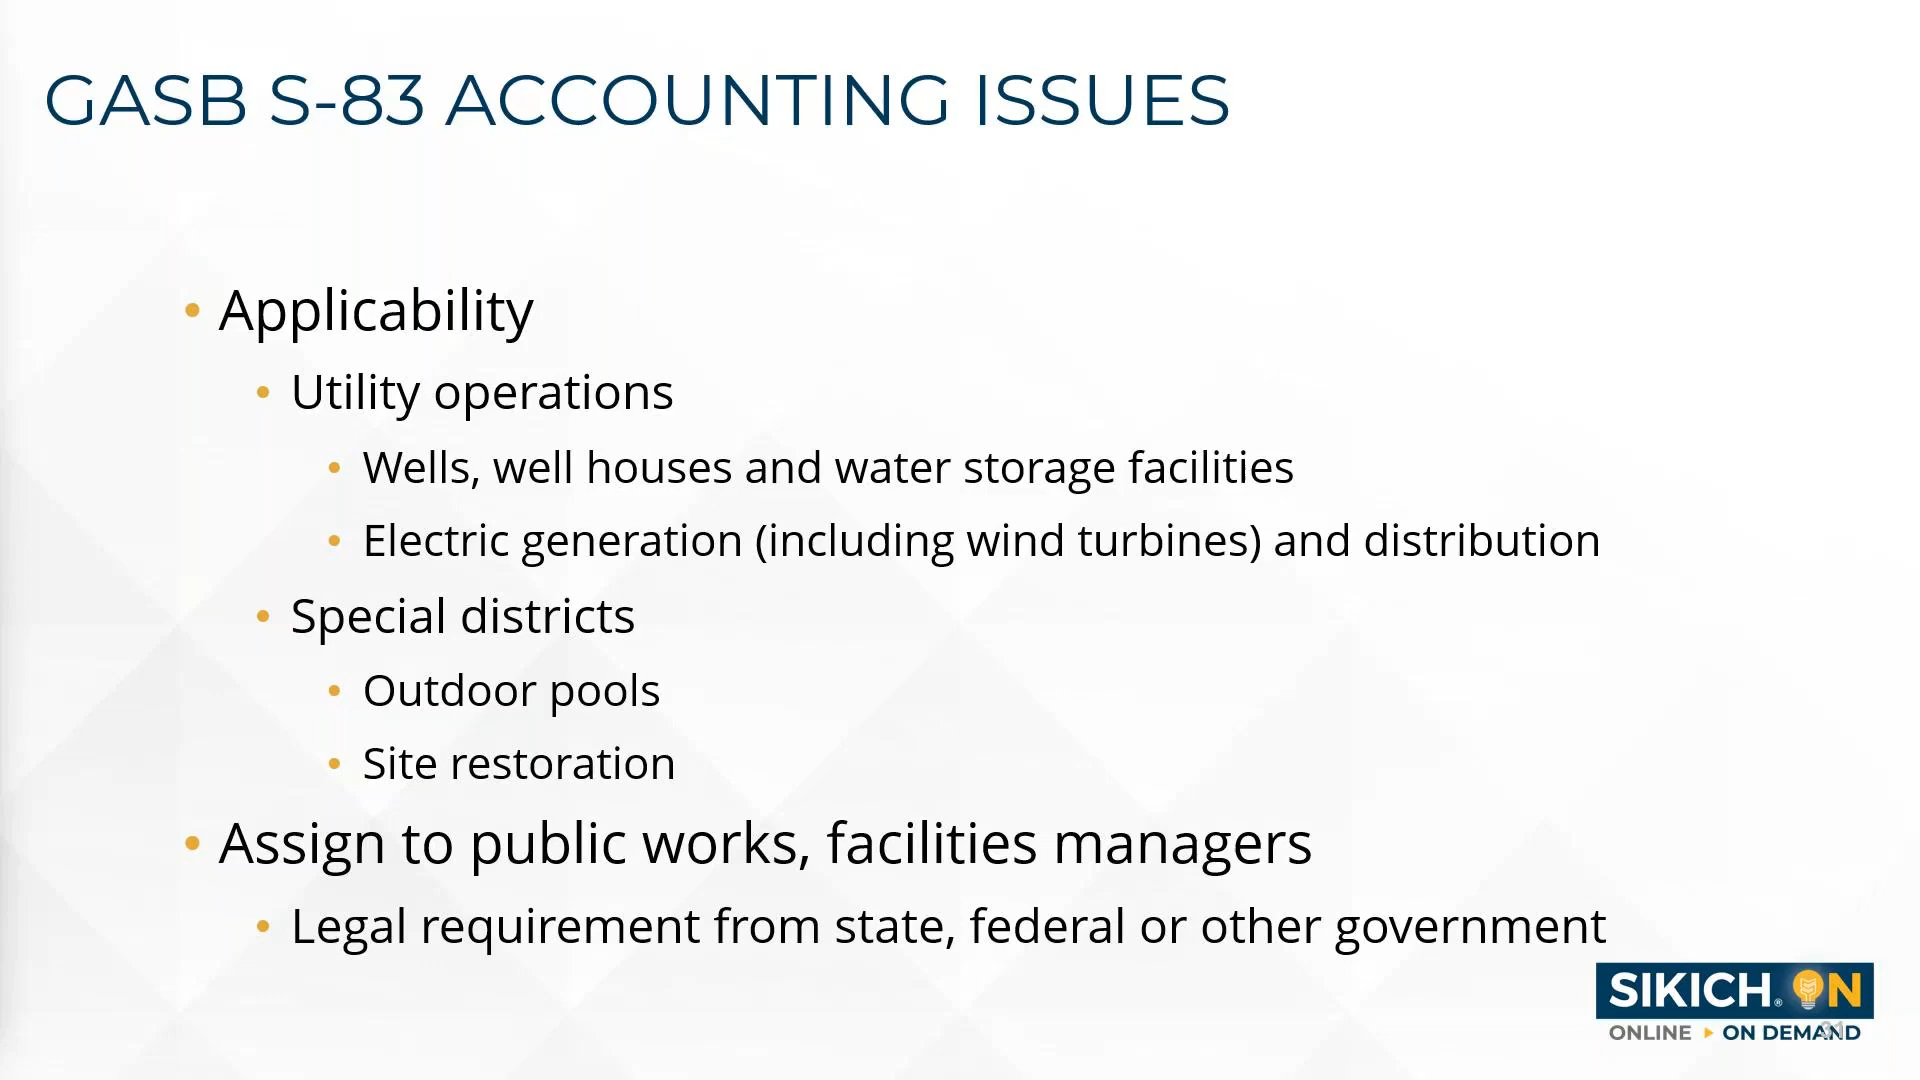 GASB S-83 ACCOUNTING ISSUES
• Applicability
• Utility operations
• Wells, well houses and water storage facilities
• Electric generation (including wind turbines) and distribution
• Special districts
• Outdoor pools
• Site restoration
• Assign to public works, facilities managers
• Legal requirement from state, federal or other government
SIKICH® ON
ONLINE ▸ ON DEMAND
31